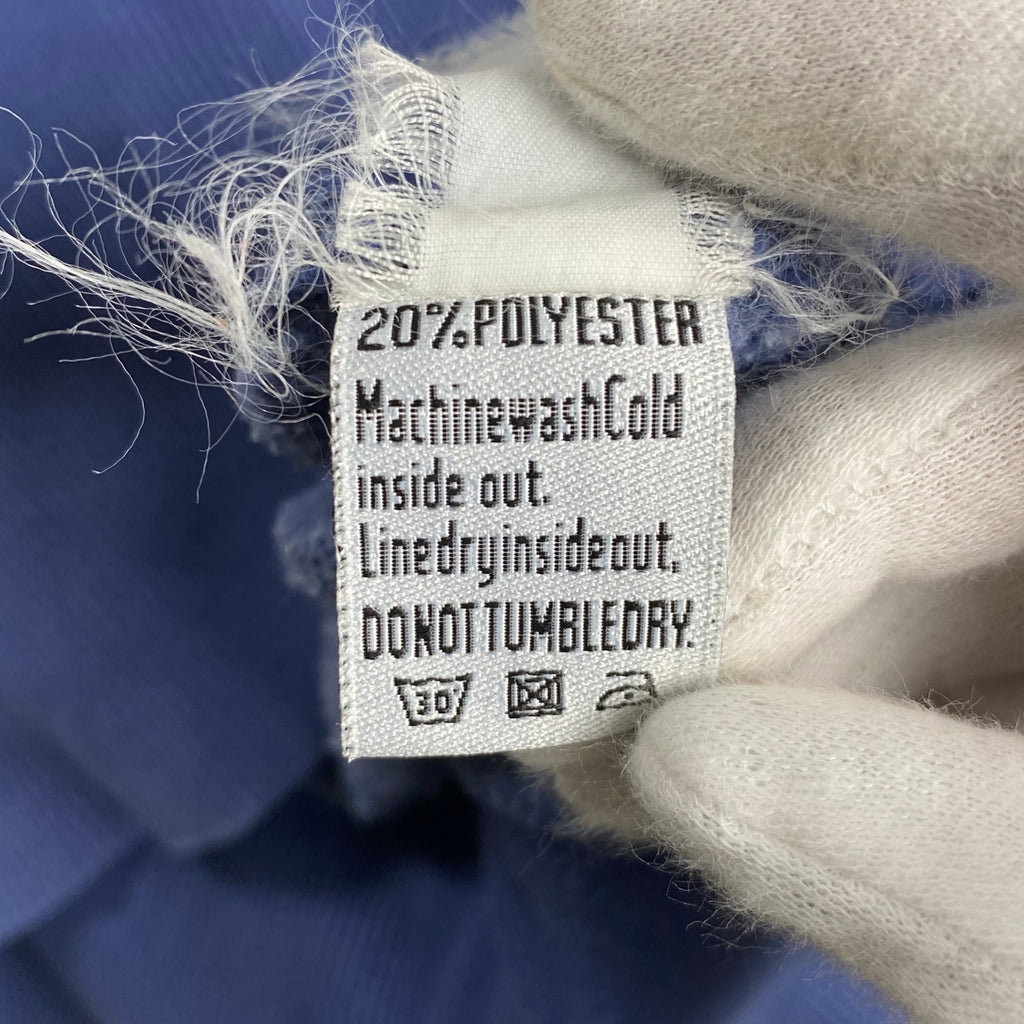 20%POLYESTER
MachinewashCold
inside out.
Linedryinsideout.
DONOTTUMBLEDRY.
30